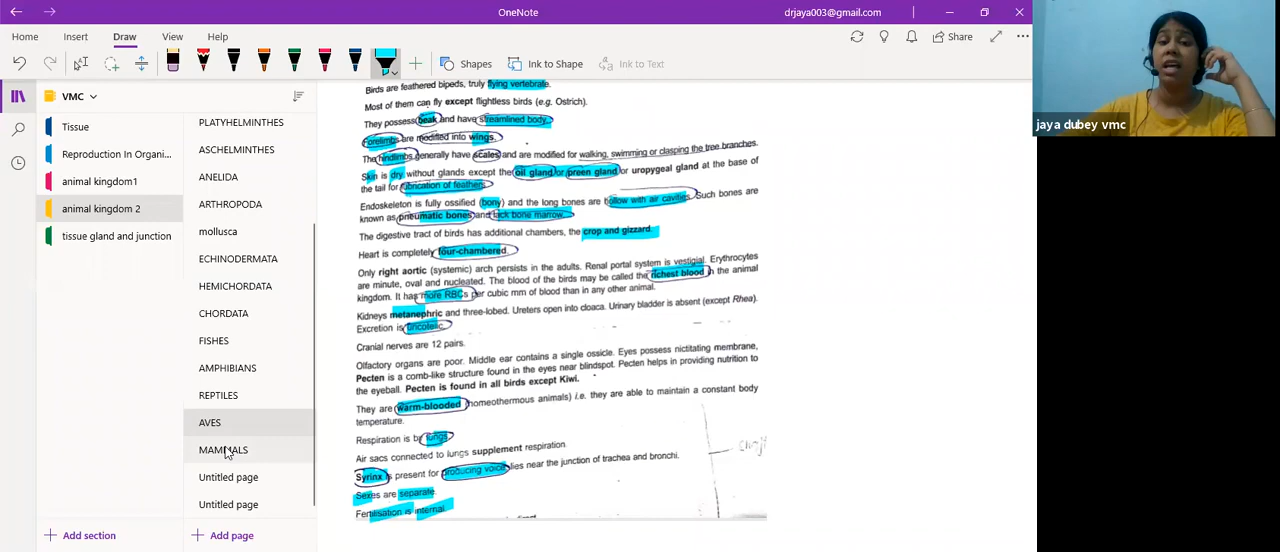 OneNote
drjaya003@gmail.com
Home Insert Draw View Help
Share
Shapes
Ink to Shape
Ink to Text
VMC
Tissue
Reproduction In Organi...
animal kingdom1
animal kingdom 2
tissue gland and junction
Add section
PLATYHELMINTHES
ASCHELMINTHES
ANELIDA
ARTHROPODA
mollusca
ECHINODERMATA
HEMICHORDATA
CHORDATA
FISHES
AMPHIBIANS
REPTILES
AVES
MAMMALS
Untitled page
Untitled page
Add page
Birds are feathered bipeds, truly flying vertebrate.
Most of them can fly except flightless birds (e.g. Ostrich).
They possess beak and have streamlined body.
Forelimbs are modified into wings.
The hindlimbs generally have scales and are modified for walking, swimming or clasping the tree branches.
Skin is dry without glands except the oil gland or preen gland or uropygeal gland at the base of
the tail for lubrication of feathers.
Endoskeleton is fully ossified (bony) and the long bones are hollow with air cavities. Such bones are
known as pneumatic bones and lack bone marrow.
The digestive tract of birds has additional chambers, the crop and gizzard.
Heart is completely four-chambered.
Only right aortic (systemic) arch persists in the adults. Renal portal system is vestigial. Erythrocytes
are minute, oval and nucleated. The blood of the birds may be called the richest blood in the animal
kingdom. It has more RBCs per cubic mm of blood than in any other animal.
Kidneys metanephric and three-lobed. Ureters open into cloaca. Urinary bladder is absent (except Rhea).
Excretion is uricotelic.
Cranial nerves are 12 pairs.
Olfactory organs are poor. Middle ear contains a single ossicle. Eyes possess nictitating membrane,
Pecten is a comb-like structure found in the eyes near blindspot. Pecten helps in providing nutrition to
the eyeball. Pecten is found in all birds except Kiwi.
They are warm-blooded (homeothermous animals) i.e. they are able to maintain a constant body
temperature.
Respiration is by lungs
Air sacs connected to lungs supplement respiration.
Syrinx is present for producing voice lies near the junction of trachea and bronchi.
Sexes are separate.
Fertilisation is internal.
jaya dubey vmc